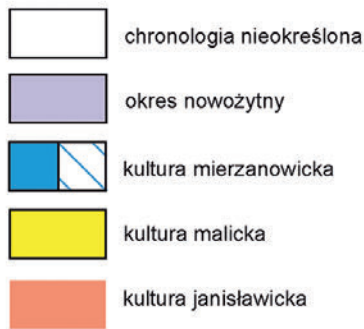 chronologia nieokreślona
okres nowożytny
kultura mierzanowicka
kultura malicka
kultura janisławicka